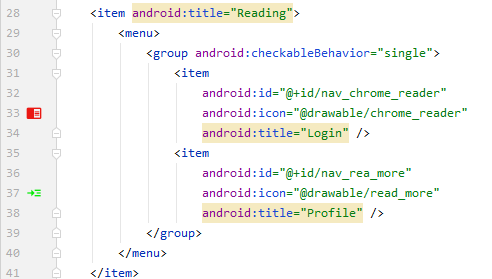 28 <item android:title="Reading">
29 <menu>
30 <group android:checkableBehavior="single">
31 <item
32 android:id="@+id/nav_chrome_reader"
33 android:icon="@drawable/chrome_reader"
34 android:title="Login" />
35 <item
36 android:id="@+id/nav_rea_more"
37 android:icon="@drawable/read_more"
38 android:title="Profile" />
39 </group>
40 </menu>
41 </item>